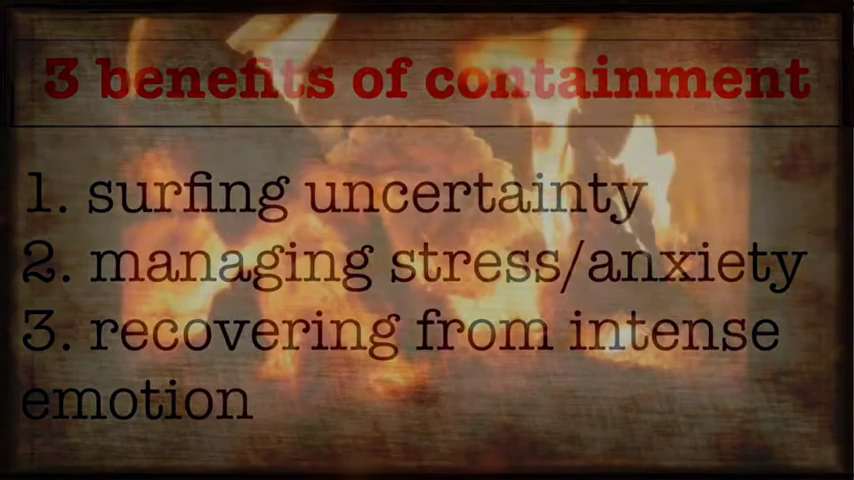 3 benefits of containment
1. surfing uncertainty
2. managing stress/anxiety
3. recovering from intense
emotion